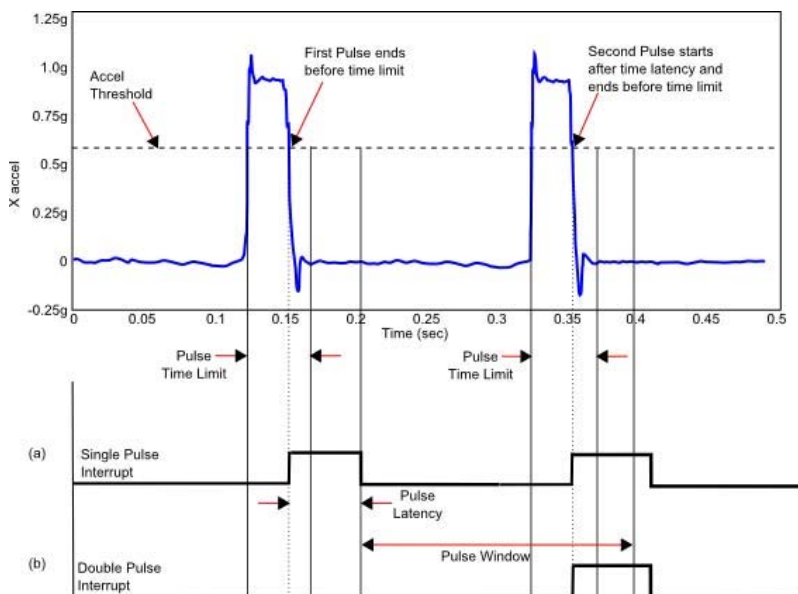 1.25g
1.0g
0.75g
0.5g
0.25g
0
-0.25g
X accel
Accel
Threshold
First Pulse ends
before time limit
Second Pulse starts
after time latency and
ends before time limit
0
0.05
0.1
0.15
0.2
0.25
0.3
0.35
0.4
0.45
0.5
Time (sec)
Pulse
Time Limit
Pulse
Time Limit
(a)
Single Pulse
Interrupt
Pulse
Latency
Pulse Window
(b)
Double Pulse
Interrupt